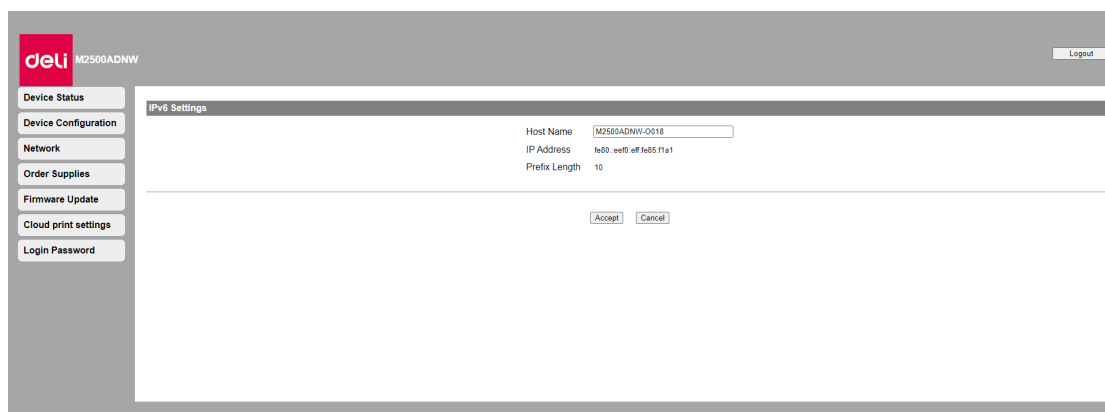 deli M2500ADNW
Logout
Device Status
Device Configuration
Network
Order Supplies
Firmware Update
Cloud print settings
Login Password
IPv6 Settings
Host Name M2500ADNW-O018
IP Address fe80::eef0:eff:fe85:f1a1
Prefix Length 10
Accept Cancel